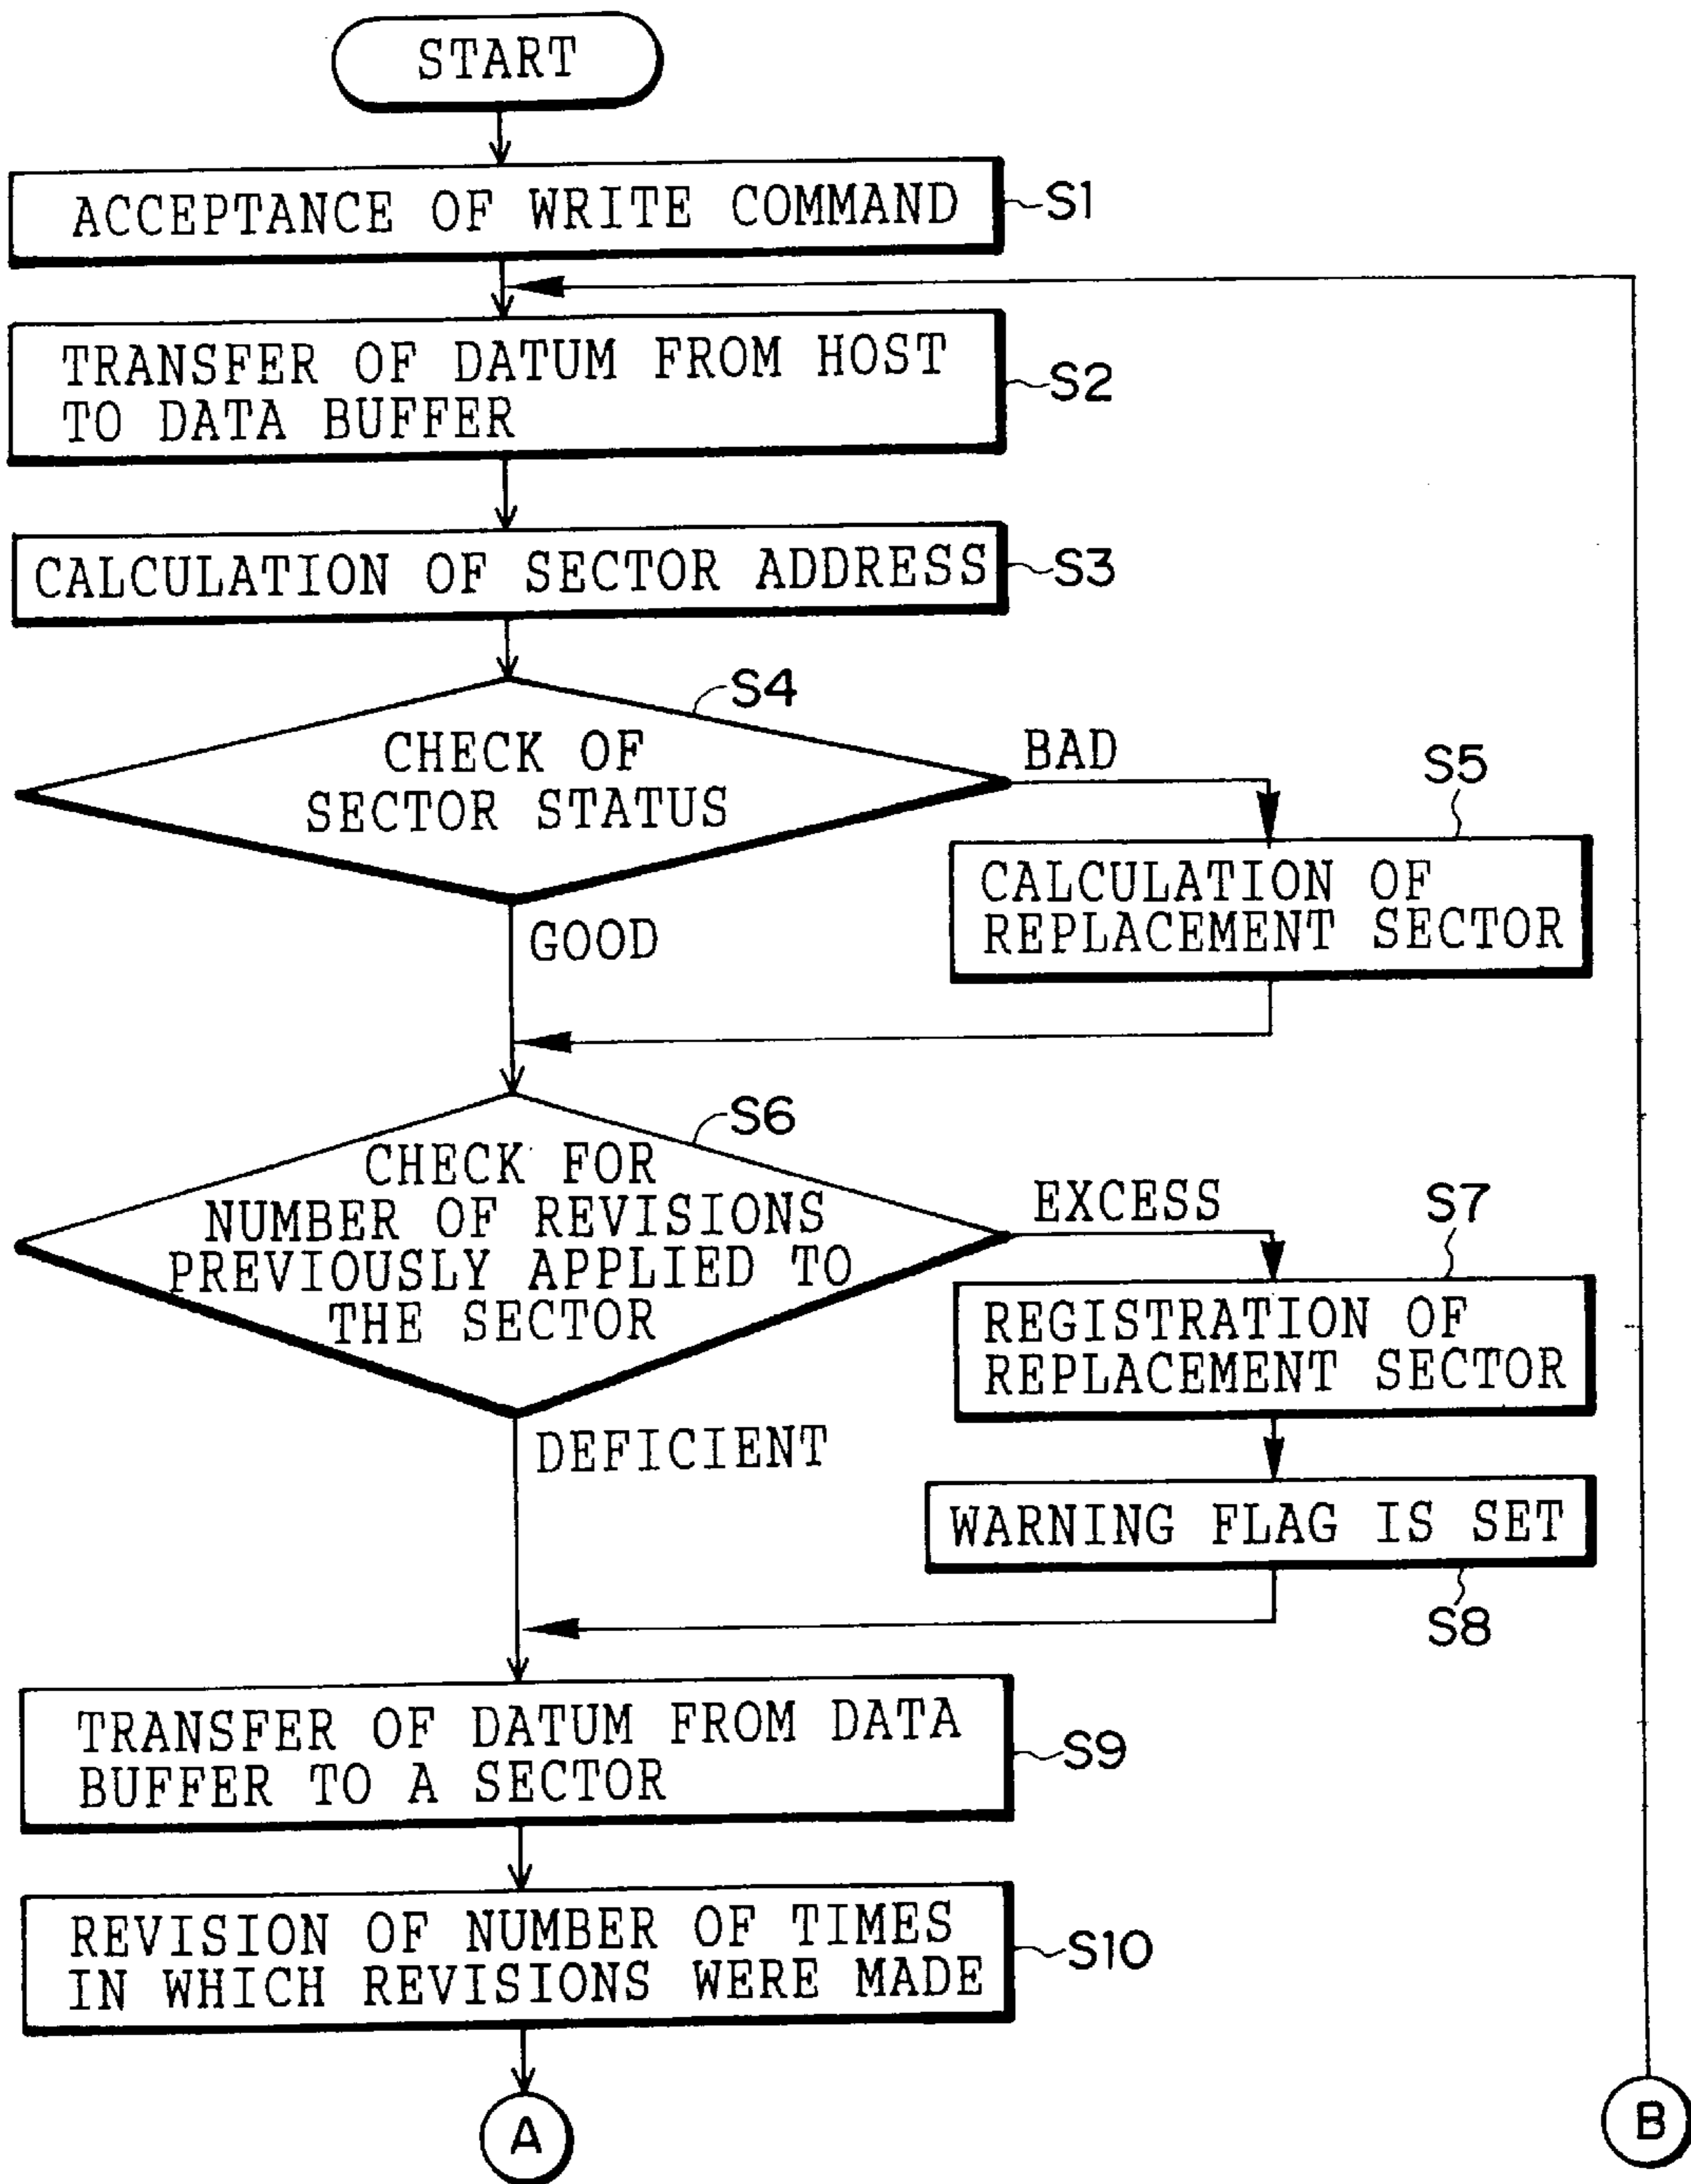 START
ACCEPTANCE OF WRITE COMMAND
S1
TRANSFER OF DATUM FROM HOST
TO DATA BUFFER
S2
CALCULATION OF SECTOR ADDRESS
S3
S4
CHECK OF
SECTOR STATUS
BAD
GOOD
S5
CALCULATION OF
REPLACEMENT SECTOR
S6
CHECK FOR
NUMBER OF REVISIONS
PREVIOUSLY APPLIED TO
THE SECTOR
EXCESS
DEFICIENT
S7
REGISTRATION OF
REPLACEMENT SECTOR
WARNING FLAG IS SET
S8
TRANSFER OF DATUM FROM DATA
BUFFER TO A SECTOR
S9
REVISION OF NUMBER OF TIMES
IN WHICH REVISIONS WERE MADE
S10
A
B